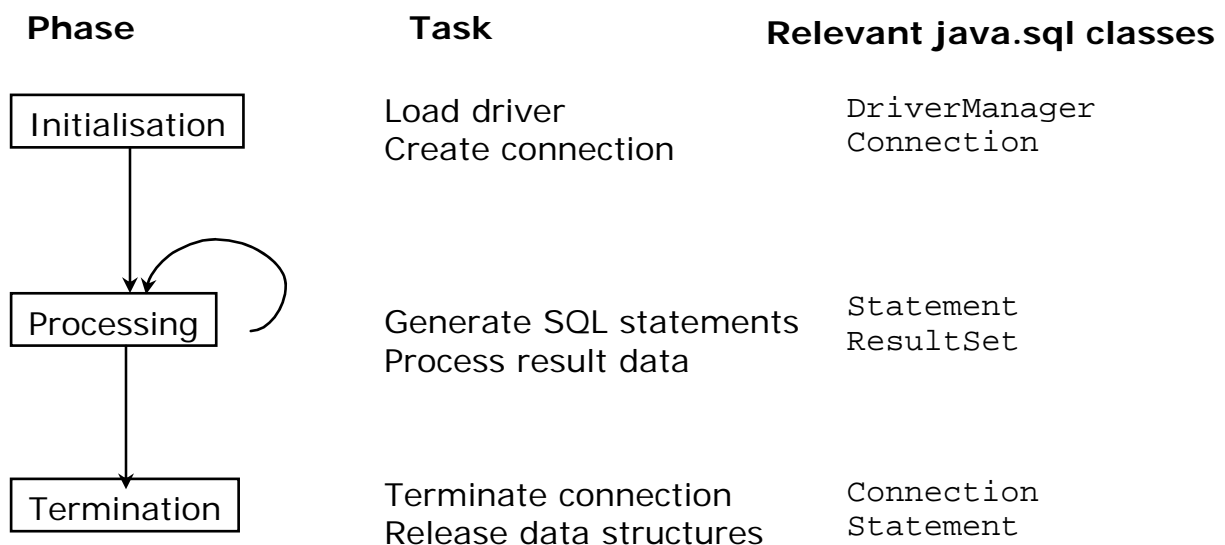 Phase Task Relevant java.sql classes
Initialisation
Load driver
Create connection
DriverManager
Connection
Processing
Generate SQL statements
Process result data
Statement
ResultSet
Termination
Terminate connection
Release data structures
Connection
Statement